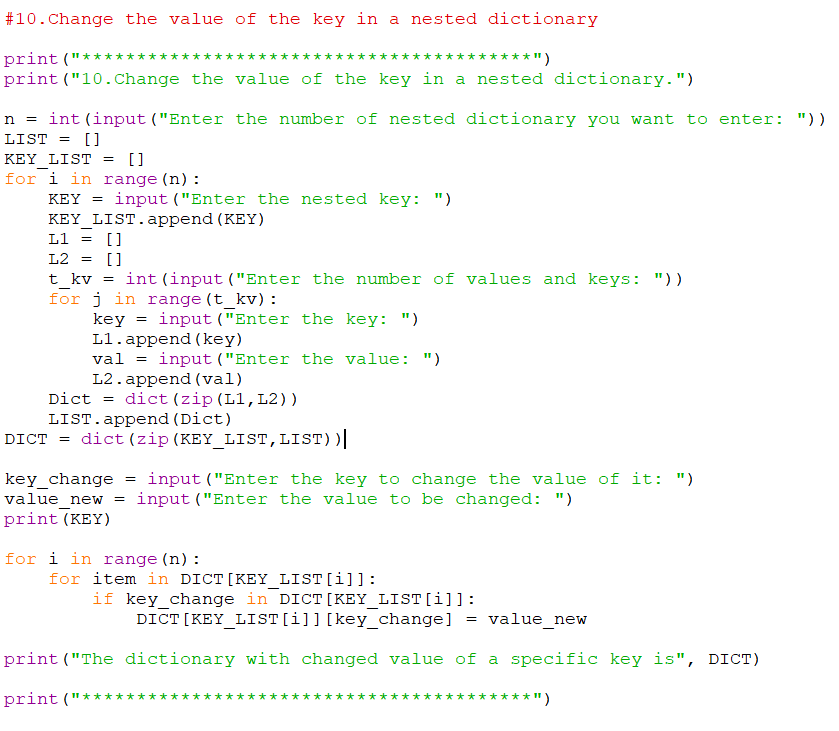 #10.Change the value of the key in a nested dictionary
print("*****************************************")
print("10.Change the value of the key in a nested dictionary.")
n = int(input("Enter the number of nested dictionary you want to enter: "))
LIST = []
KEY_LIST = []
for i in range(n):
    KEY = input("Enter the nested key: ")
    KEY_LIST.append(KEY)
    L1 = []
    L2 = []
    t_kv = int(input("Enter the number of values and keys: "))
    for j in range(t_kv):
        key = input("Enter the key: ")
        L1.append(key)
        val = input("Enter the value: ")
        L2.append(val)
    Dict = dict(zip(L1,L2))
    LIST.append(Dict)
DICT = dict(zip(KEY_LIST,LIST))
key_change = input("Enter the key to change the value of it: ")
value_new = input("Enter the value to be changed: ")
print(KEY)
for i in range(n):
    for item in DICT[KEY_LIST[i]]:
        if key_change in DICT[KEY_LIST[i]]:
            DICT[KEY_LIST[i]][key_change] = value_new
print("The dictionary with changed value of a specific key is", DICT)
print("*****************************************")